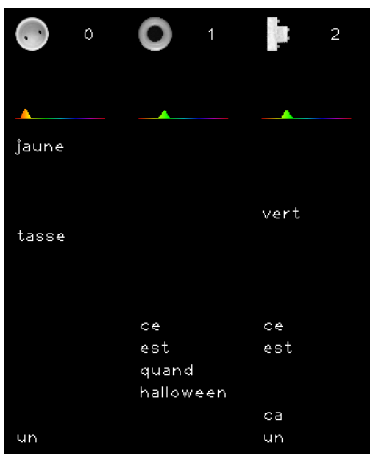 0 1 2
jaune
vert
tasse
ce ce
est est
quand
halloween
ca
un un